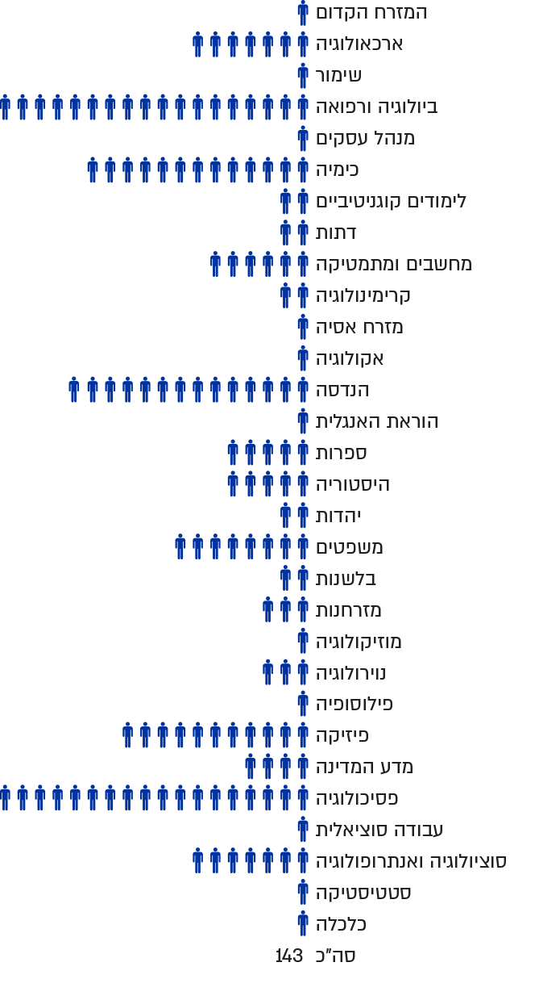 המזרח הקדום
ארכאולוגיה
שימור
ביולוגיה ורפואה
מנהל עסקים
כימיה
לימודים קוגניטיביים
דתות
מחשבים ומתמטיקה
קרימינולוגיה
מזרח אסיה
אקולוגיה
הנדסה
הוראת האנגלית
ספרות
היסטוריה
יהדות
משפטים
בלשנות
מזרחנות
מוזיקולוגיה
נוירולוגיה
פילוסופיה
פיזיקה
מדע המדינה
פסיכולוגיה
עבודה סוציאלית
סוציולוגיה ואנתרופולוגיה
סטטיסטיקה
כלכלה
סה"כ 143